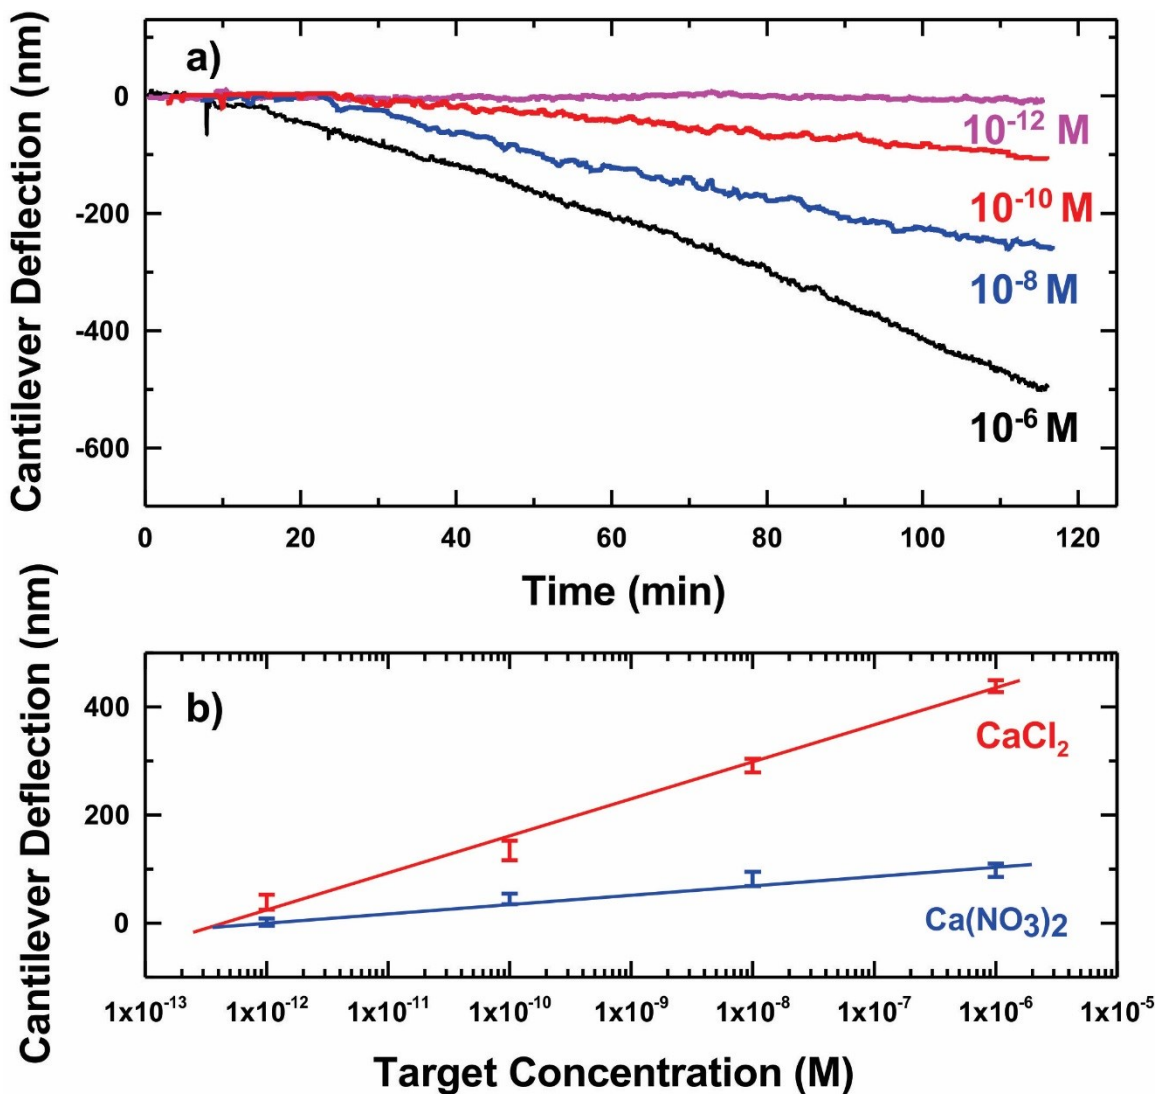 Cantilever Deflection (nm)
a)
0
-200
-400
-600
10⁻¹² M
10⁻¹⁰ M
10⁻⁸ M
10⁻⁶ M
0 20 40 60 80 100 120
Time (min)
Cantilever Deflection (nm)
b)
400
200
0
CaCl₂
Ca(NO₃)₂
1x10⁻¹³ 1x10⁻¹² 1x10⁻¹¹ 1x10⁻¹⁰ 1x10⁻⁹ 1x10⁻⁸ 1x10⁻⁷ 1x10⁻⁶ 1x10⁻⁵
Target Concentration (M)